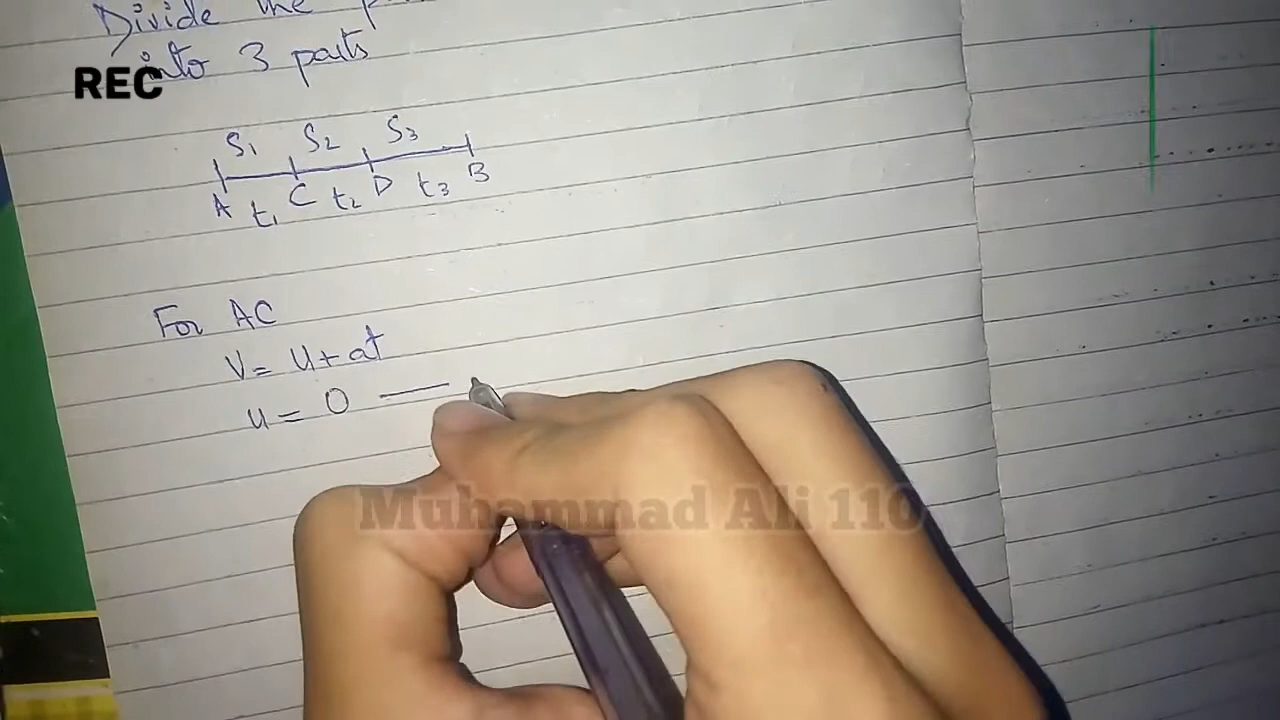 Divide the
into 3 parts
REC
S1 S2 S3
A t1 C t2 D t3 B
For AC
V = u + at
u = 0 —
Muhammad Ali 110